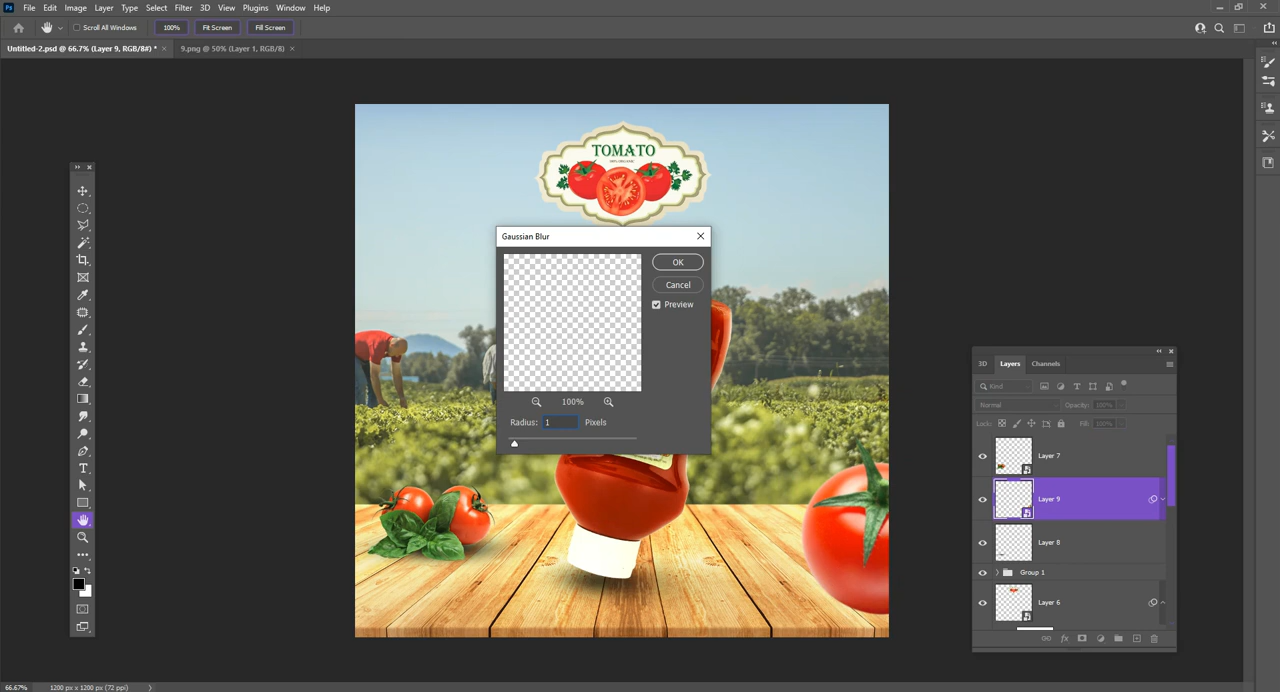 Ps File Edit Image Layer Type Select Filter 3D View Plugins Window Help
Scroll All Windows 100% Fit Screen Fill Screen
Untitled-2.psd @ 66.7% (Layer 9, RGB/8#) * × 9.png @ 50% (Layer 1, RGB/8) ×
TOMATO
Gaussian Blur
OK
Cancel
Preview
100%
Radius: 1 Pixels
3D Layers Channels
Kind
Normal Opacity: 100%
Lock: Fill: 100%
Layer 7
Layer 9
Layer 8
Group 1
Layer 6
fx
66.67% 1200 px x 1200 px (72 ppi)